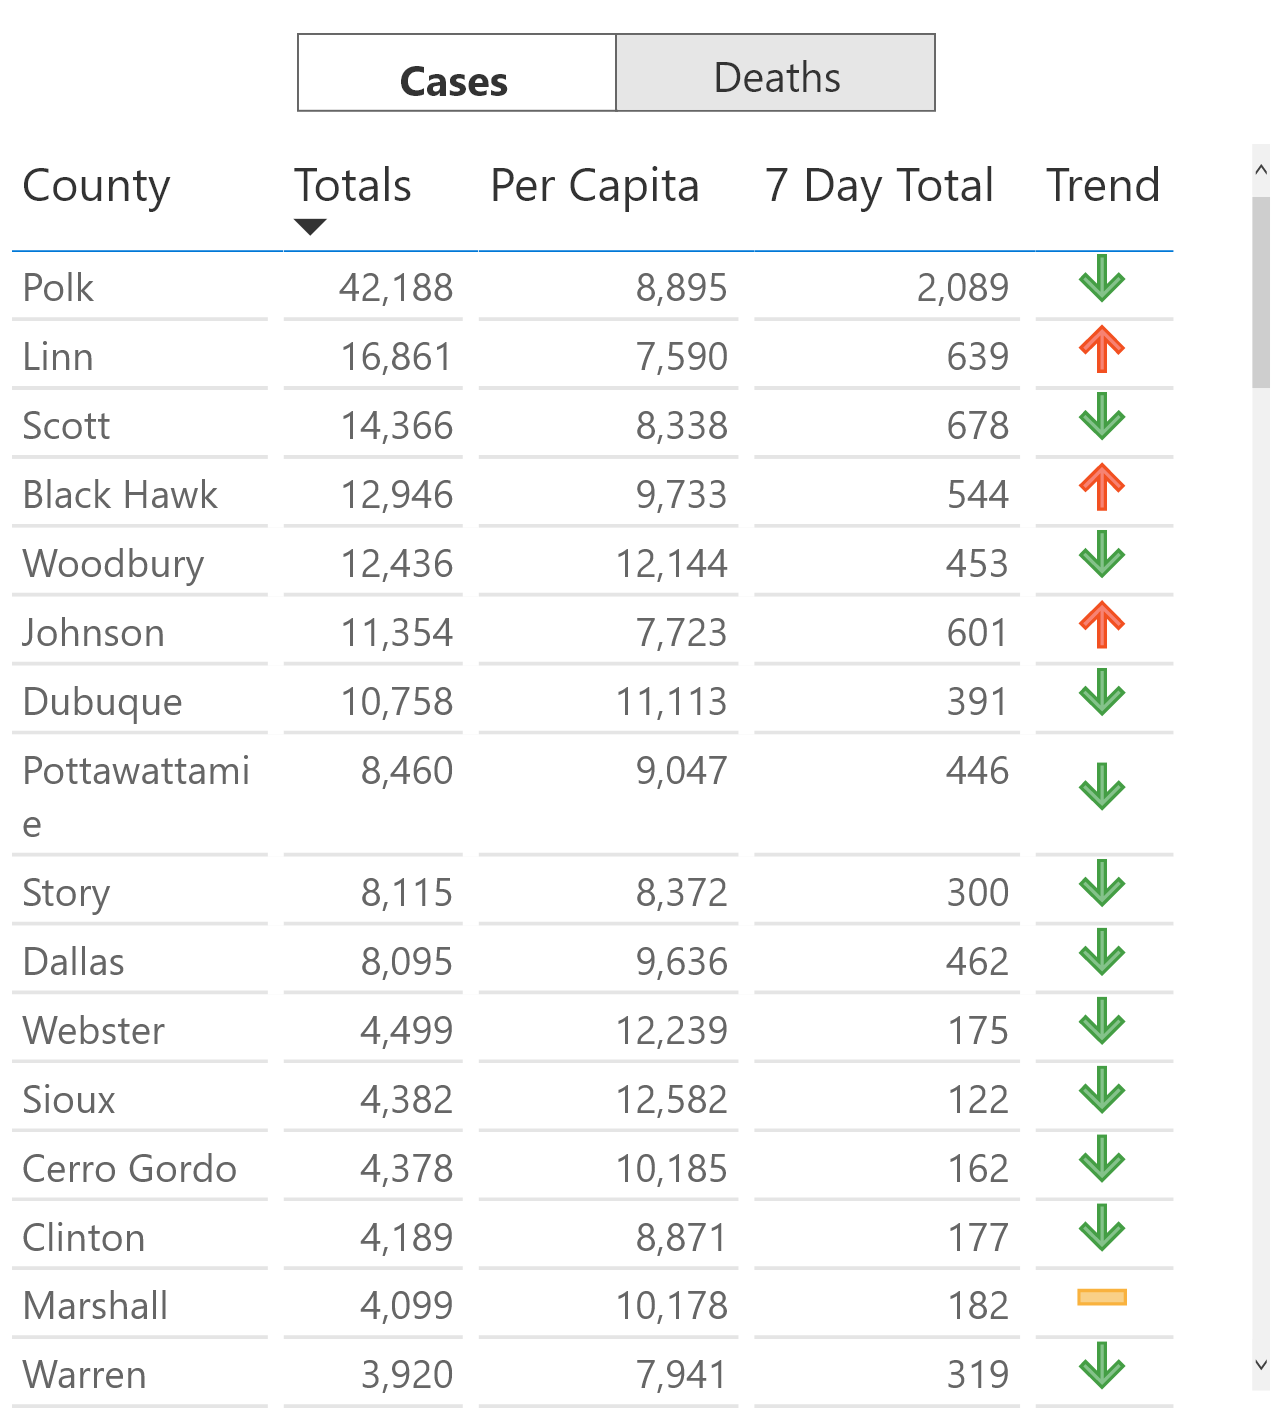 Cases Deaths
County Totals Per Capita 7 Day Total Trend
Polk 42,188 8,895 2,089
Linn 16,861 7,590 639
Scott 14,366 8,338 678
Black Hawk 12,946 9,733 544
Woodbury 12,436 12,144 453
Johnson 11,354 7,723 601
Dubuque 10,758 11,113 391
Pottawattami 8,460 9,047 446
e
Story 8,115 8,372 300
Dallas 8,095 9,636 462
Webster 4,499 12,239 175
Sioux 4,382 12,582 122
Cerro Gordo 4,378 10,185 162
Clinton 4,189 8,871 177
Marshall 4,099 10,178 182
Warren 3,920 7,941 319